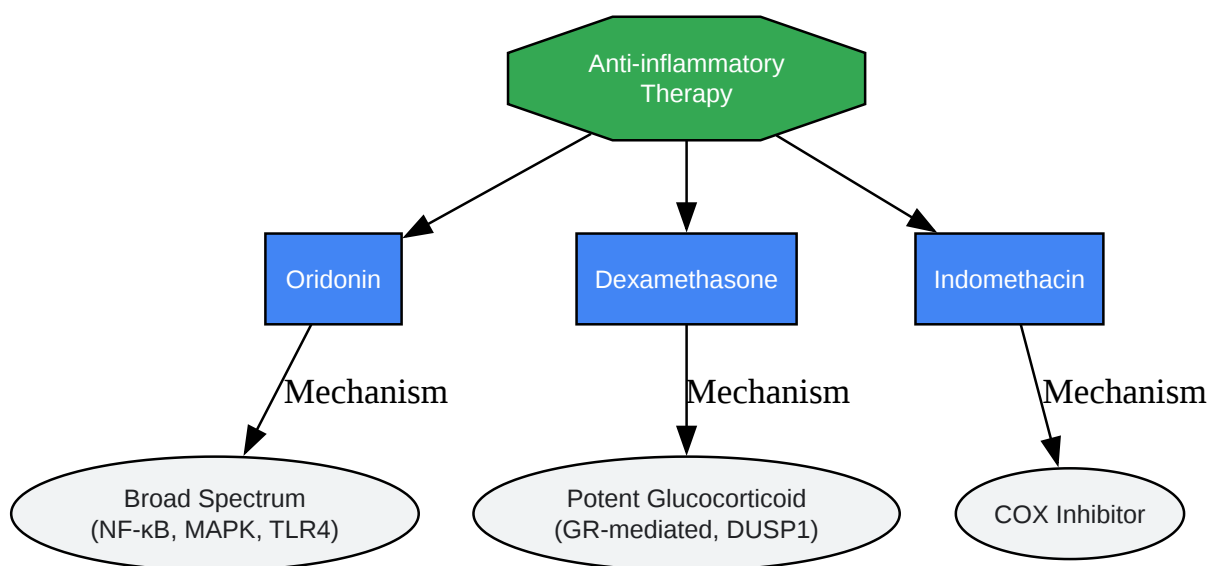 Anti-inflammatory
Therapy
Oridonin
Dexamethasone
Indomethacin
Mechanism
Mechanism
Mechanism
Broad Spectrum
(NF-κB, MAPK, TLR4)
Potent Glucocorticoid
(GR-mediated, DUSP1)
COX Inhibitor